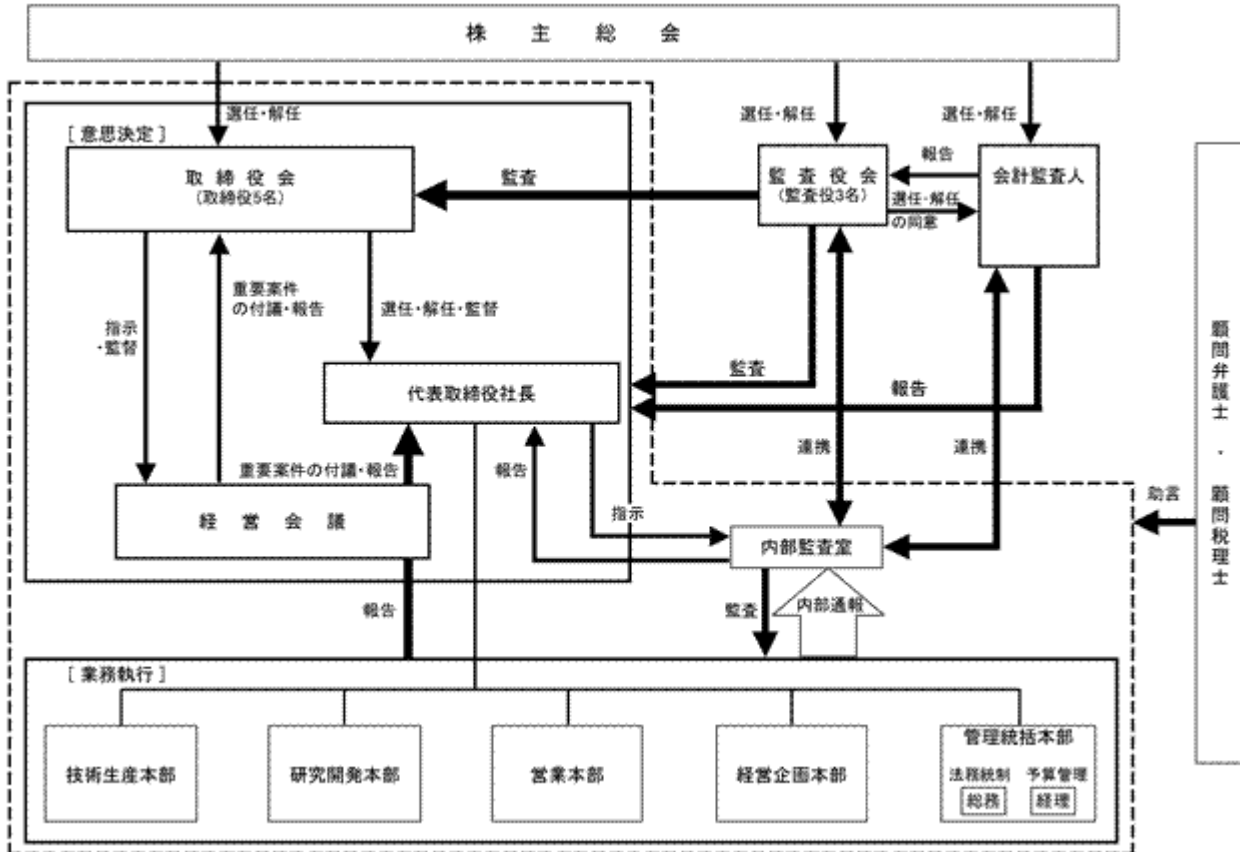 株主総会
選任・解任
選任・解任
選任・解任
[ 意思決定 ]
取締役会
(取締役5名)
監査
監査役会
(監査役3名)
報告
選任・解任
の同意
会計監査人
重要案件
の付議・報告
選任・解任・監督
指示
・監督
代表取締役社長
監査
報告
重要案件の付議・報告
報告
連携
連携
経営会議
指示
内部監査室
助言
顧問弁護士・顧問税理士
報告
監査
内部通報
[ 業務執行 ]
技術生産本部
研究開発本部
営業本部
経営企画本部
管理統括本部
法務統制
予算管理
総務
経理